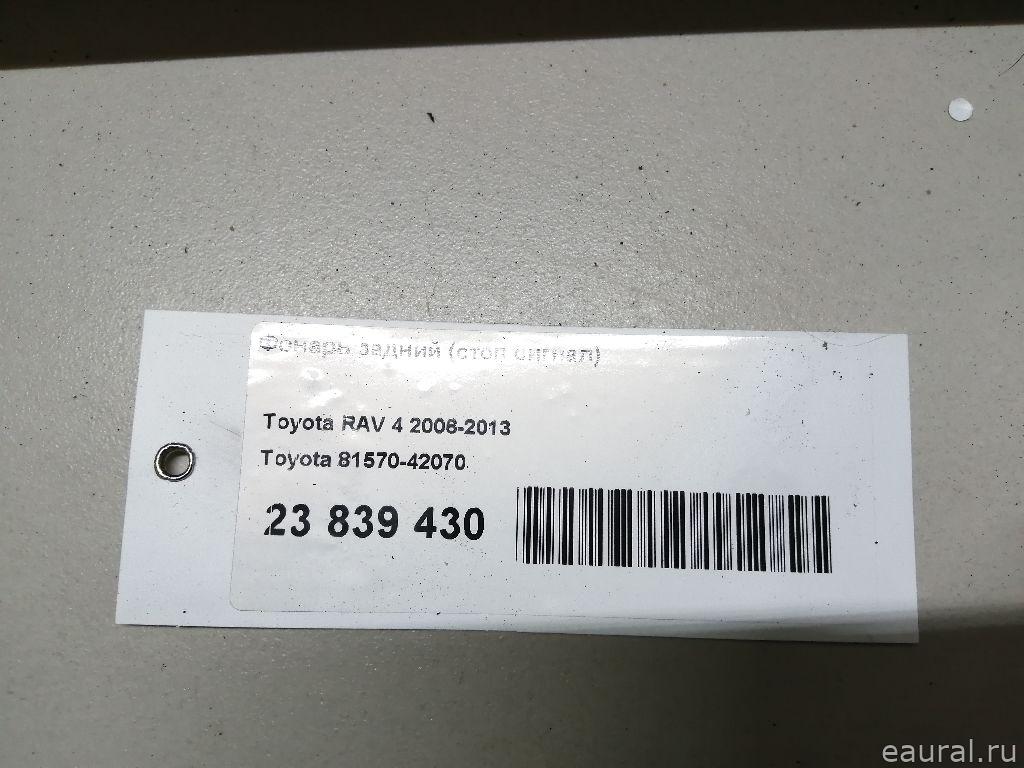 Фонарь задний (стоп сигнал)
Toyota RAV 4 2006-2013
Toyota 81570-42070
23 839 430
eaural.ru